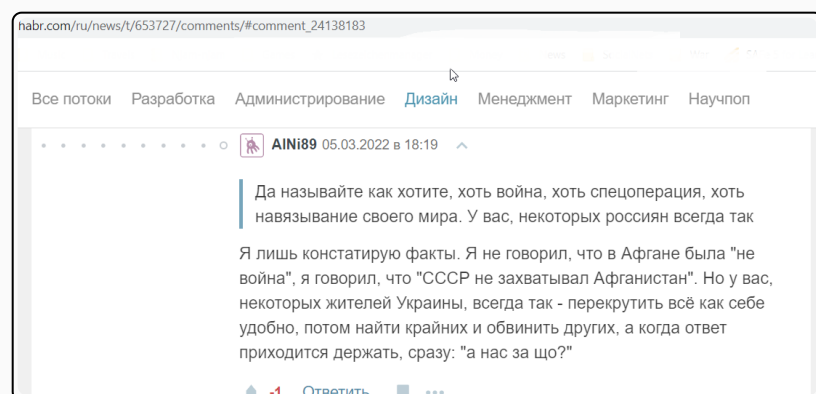 habr.com/ru/news/t/653727/comments/#comment_24138183
Все потоки Разработка Администрирование Дизайн Менеджмент Маркетинг Научпоп
AlNi89 05.03.2022 в 18:19
Да называйте как хотите, хоть война, хоть спецоперация, хоть
навязывание своего мира. У вас, некоторых россиян всегда так
Я лишь констатирую факты. Я не говорил, что в Афгане была "не
война", я говорил, что "СССР не захватывал Афганистан". Но у вас,
некоторых жителей Украины, всегда так - перекрутить всё как себе
удобно, потом найти крайних и обвинить других, а когда ответ
приходится держать, сразу: "а нас за що?"
-1 Ответить